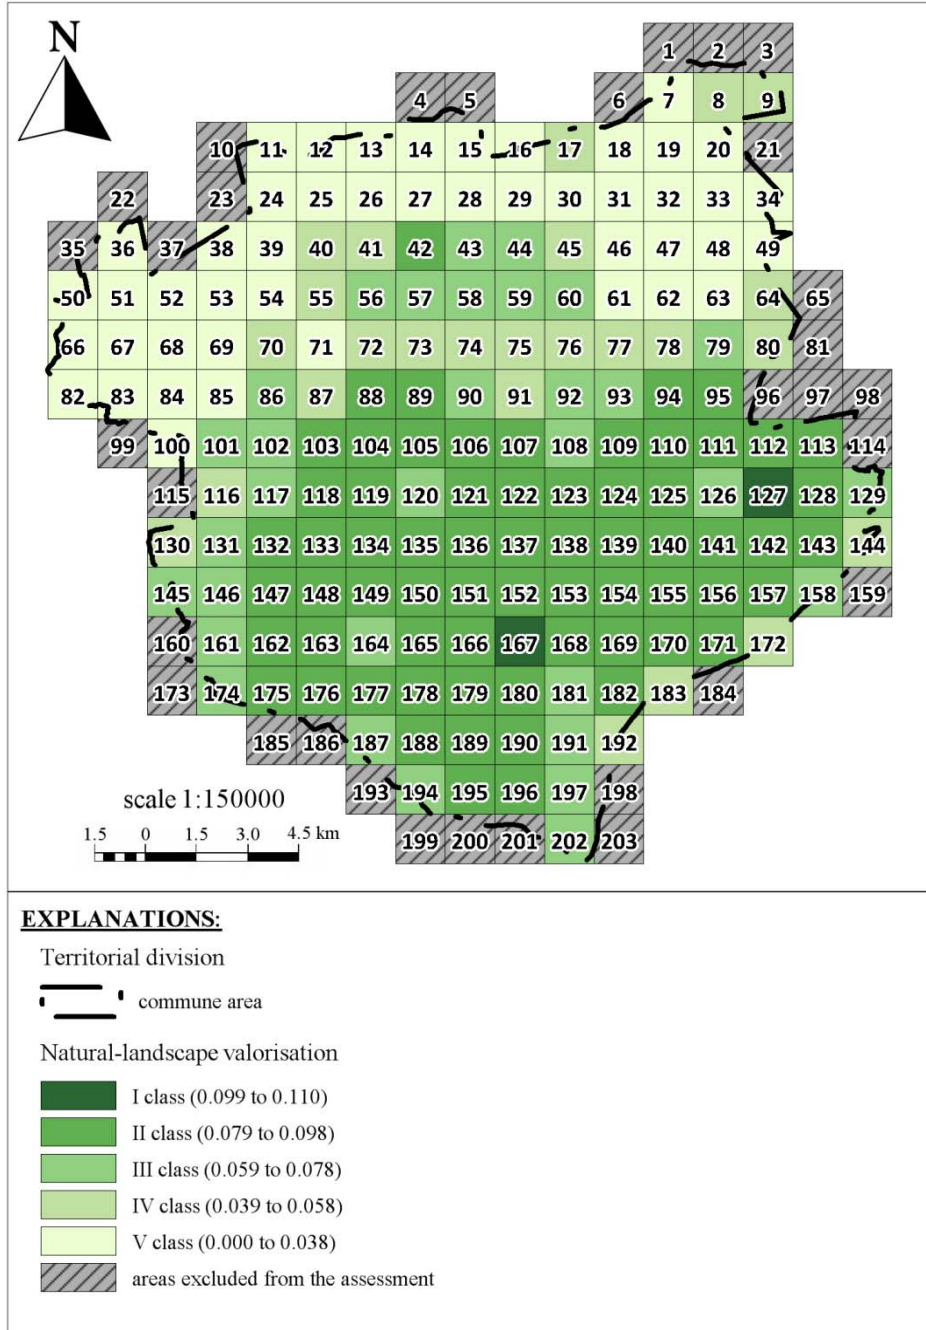 N
1 2 3
4 5 6 7 8 9
10 11 12 13 14 15 16 17 18 19 20 21
22 23 24 25 26 27 28 29 30 31 32 33 34
35 36 37 38 39 40 41 42 43 44 45 46 47 48 49
50 51 52 53 54 55 56 57 58 59 60 61 62 63 64 65
66 67 68 69 70 71 72 73 74 75 76 77 78 79 80 81
82 83 84 85 86 87 88 89 90 91 92 93 94 95 96 97 98
99 100 101 102 103 104 105 106 107 108 109 110 111 112 113 114
115 116 117 118 119 120 121 122 123 124 125 126 127 128 129
130 131 132 133 134 135 136 137 138 139 140 141 142 143 144
145 146 147 148 149 150 151 152 153 154 155 156 157 158 159
160 161 162 163 164 165 166 167 168 169 170 171 172
173 174 175 176 177 178 179 180 181 182 183 184
185 186 187 188 189 190 191 192
193 194 195 196 197 198
199 200 201 202 203
scale 1:150000
1.5 0 1.5 3.0 4.5 km
EXPLANATIONS:
Territorial division
commune area
Natural-landscape valorisation
I class (0.099 to 0.110)
II class (0.079 to 0.098)
III class (0.059 to 0.078)
IV class (0.039 to 0.058)
V class (0.000 to 0.038)
areas excluded from the assessment